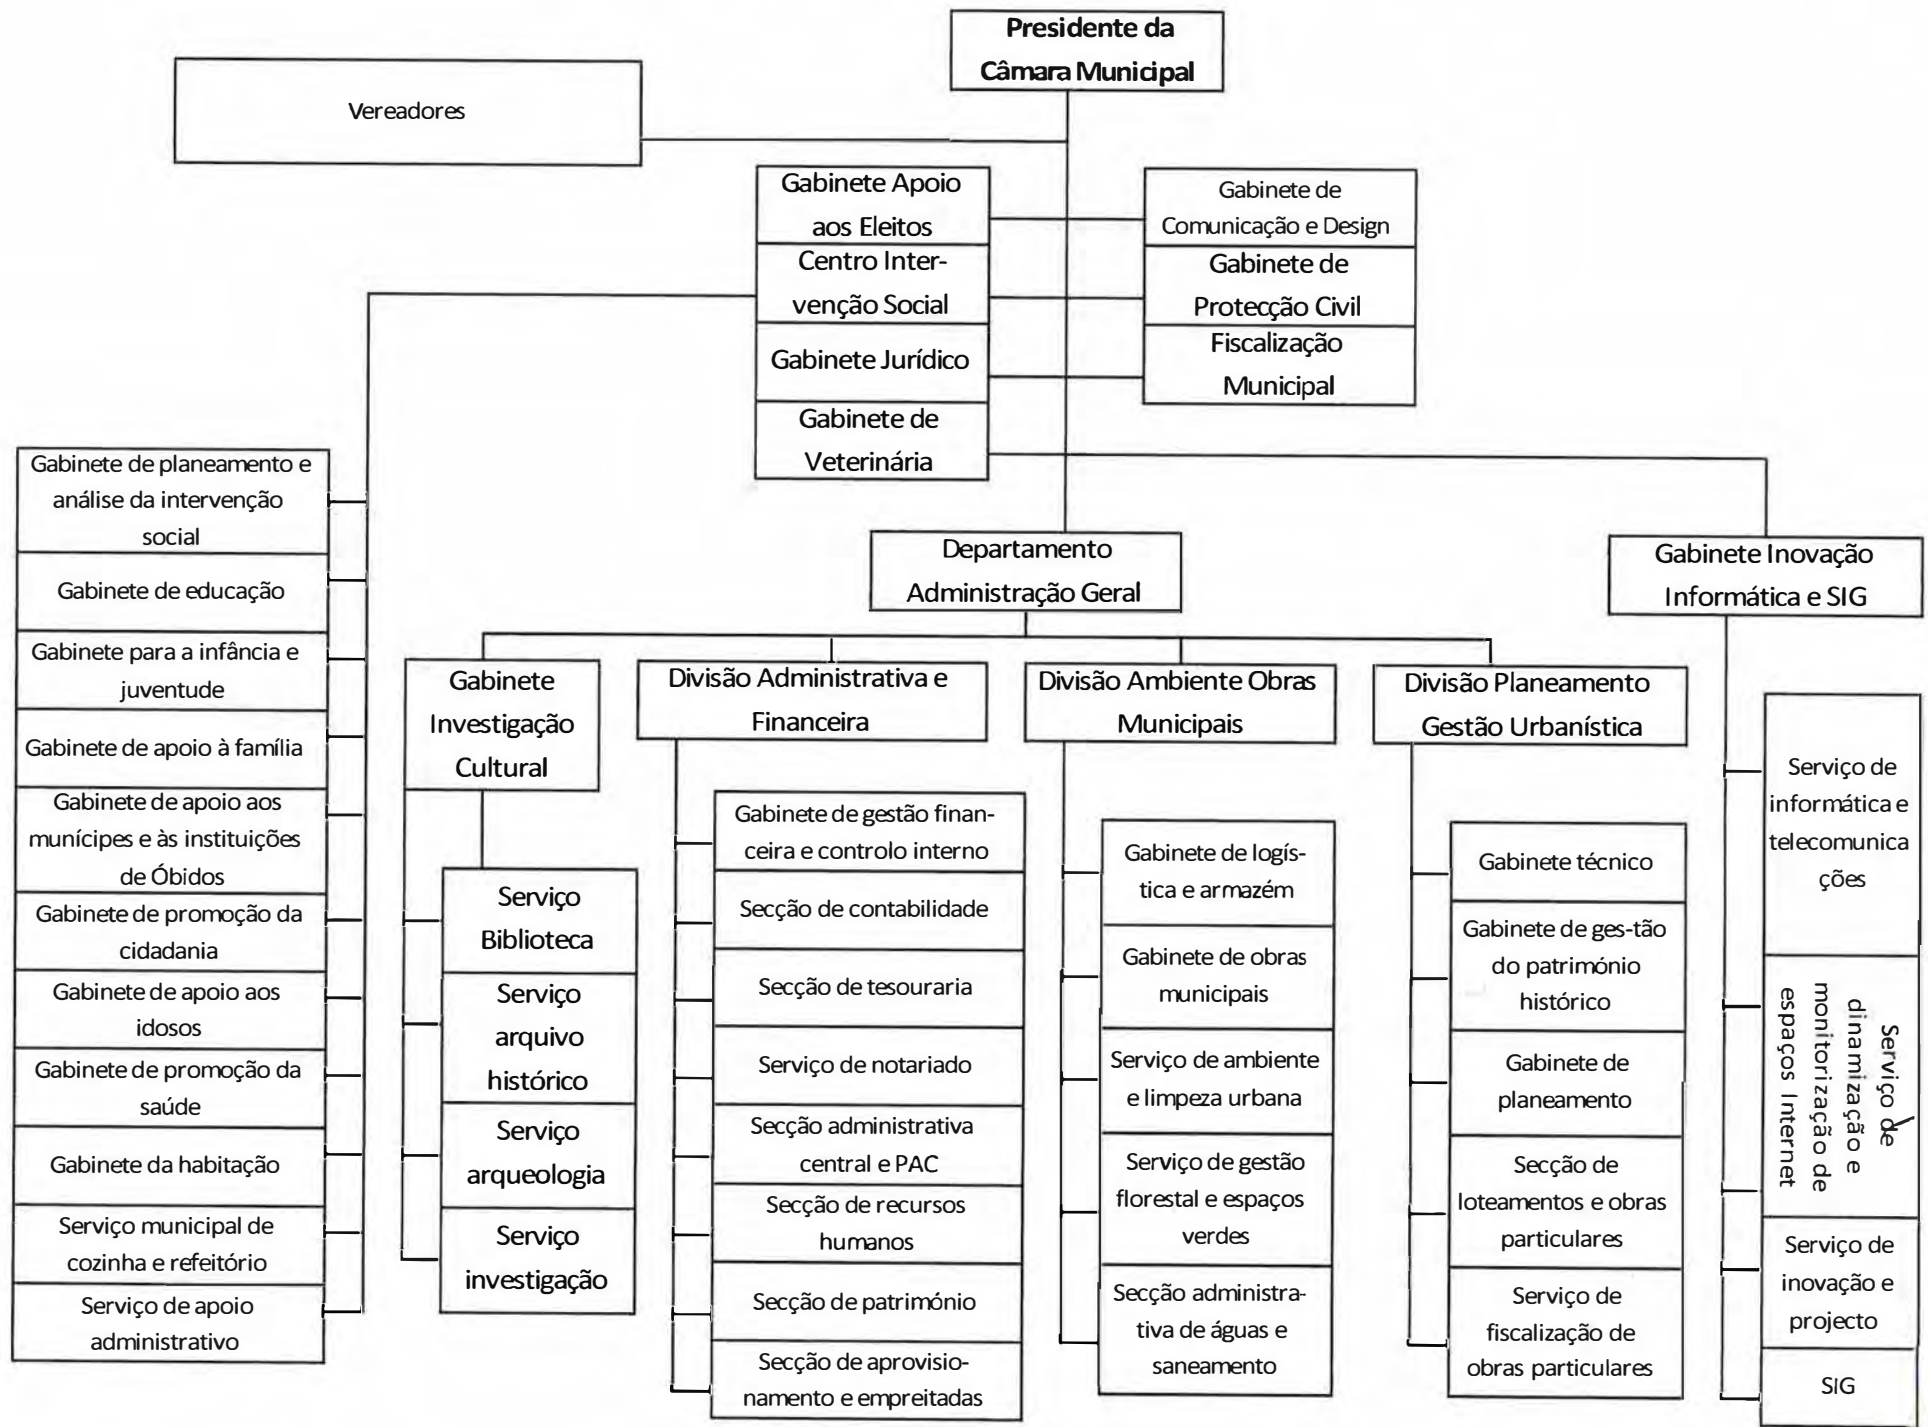 Presidente da
Câmara Municipal
Vereadores
Gabinete Apoio
aos Eleitos
Centro Inter-
venção Social
Gabinete Jurídico
Gabinete de
Veterinária
Gabinete de
Comunicação e Design
Gabinete de
Protecção Civil
Fiscalização
Municipal
Gabinete de planeamento e
análise da intervenção
social
Gabinete de educação
Gabinete para a infância e
juventude
Gabinete de apoio à família
Gabinete de apoio aos
munícipes e às instituições
de Óbidos
Gabinete de promoção da
cidadania
Gabinete de apoio aos
idosos
Gabinete de promoção da
saúde
Gabinete da habitação
Serviço municipal de
cozinha e refeitório
Serviço de apoio
administrativo
Departamento
Administração Geral
Gabinete Inovação
Informática e SIG
Gabinete
Investigação
Cultural
Serviço
Biblioteca
Serviço
arquivo
histórico
Serviço
arqueologia
Serviço
investigação
Divisão Administrativa e
Financeira
Gabinete de gestão finan-
ceira e controlo interno
Secção de contabilidade
Secção de tesouraria
Serviço de notariado
Secção administrativa
central e PAC
Secção de recursos
humanos
Secção de património
Secção de aprovisio-
namento e empreitadas
Divisão Ambiente Obras
Municipais
Gabinete de logís-
tica e armazém
Gabinete de obras
municipais
Serviço de ambiente
e limpeza urbana
Serviço de gestão
florestal e espaços
verdes
Secção administra-
tiva de águas e
saneamento
Divisão Planeamento
Gestão Urbanística
Gabinete técnico
Gabinete de ges-tão
do património
histórico
Gabinete de
planeamento
Secção de
loteamentos e obras
particulares
Serviço de
fiscalização de
obras particulares
Serviço de
informática e
telecomunica
ções
Serviço de
dinamização e
monitorização de
espaços Internet
Serviço de
inovação e
projecto
SIG